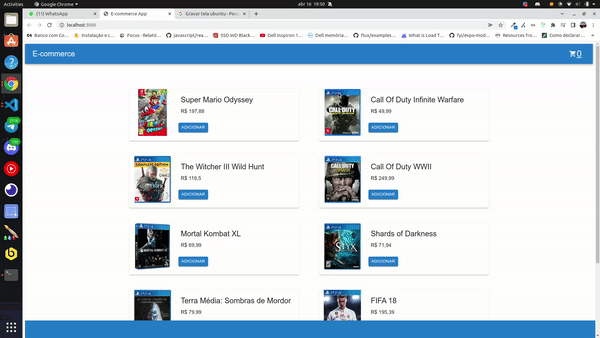 Activities
Google Chrome
abr 16 19:50
(11) WhatsApp
E-commerce App
Gravar tela ubuntu - Pes
localhost:3000
Banco com Co
Instalação e c
Focus - Relató
Javascript/rea
SSD WD Black
Dell Inspiron 1
Dell memória
flux/examples
What Is Load T
fyi/expo-mod
Resources fro
Como declarar
E-commerce
0
Super Mario Odyssey
R$ 197,88
ADICIONAR
Call Of Duty Infinite Warfare
R$ 49,99
ADICIONAR
The Witcher III Wild Hunt
R$ 119,5
ADICIONAR
Call Of Duty WWII
R$ 249,99
ADICIONAR
Mortal Kombat XL
R$ 69,99
ADICIONAR
Shards of Darkness
R$ 71,94
ADICIONAR
Terra Média: Sombras de Mordor
R$ 79,99
FIFA 18
R$ 195,39